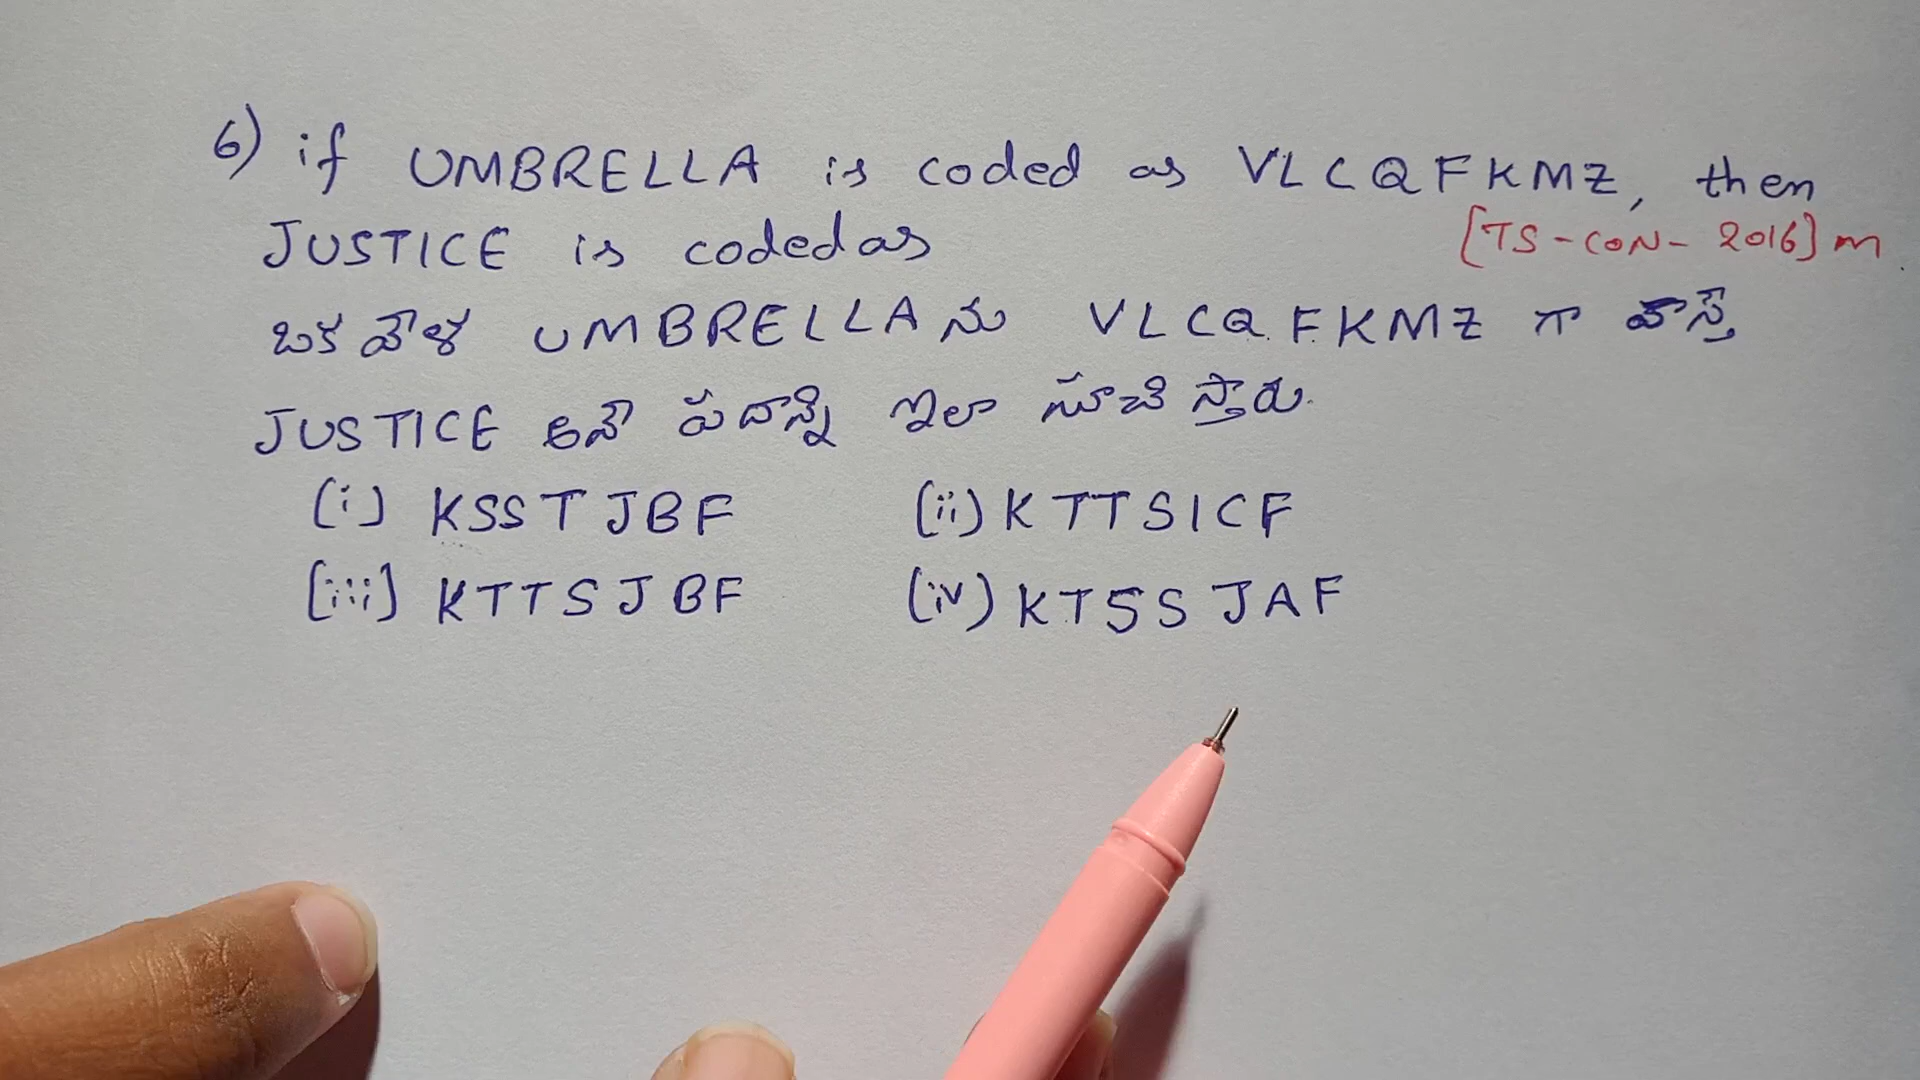 6) if UMBRELLA is coded as VLCQFKMZ, then
JUSTICE is coded as [TS-CON-2016] m
ఒకవేళ UMBRELLA ను VLCQFKMZ గా వ్రాస్తే
JUSTICE అనే పదాన్ని ఇలా సూచిస్తారు.
(i) KSSTJBF (ii) KTTSICF
(iii) KTTSJBF (iv) KTSSJAF